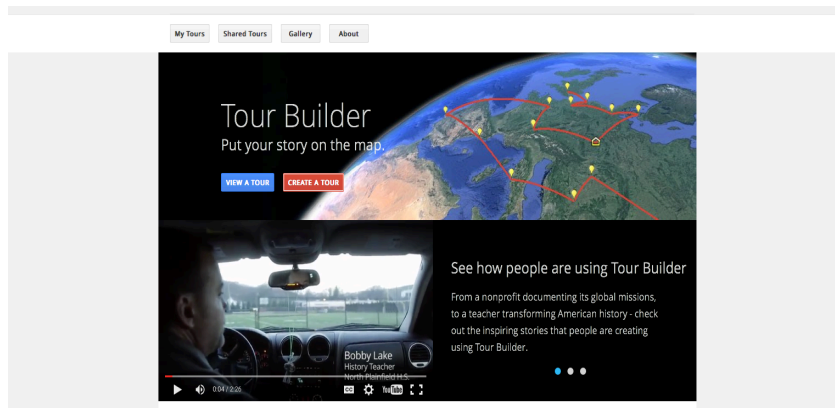 My Tours Shared Tours Gallery About
Tour Builder
Put your story on the map.
VIEW A TOUR CREATE A TOUR
See how people are using Tour Builder
From a nonprofit documenting its global missions,
to a teacher transforming American history - check
out the inspiring stories that people are creating
using Tour Builder.
Bobby Lake
History Teacher
North Plainfield H.S.
0:04 / 2:26 CC YouTube